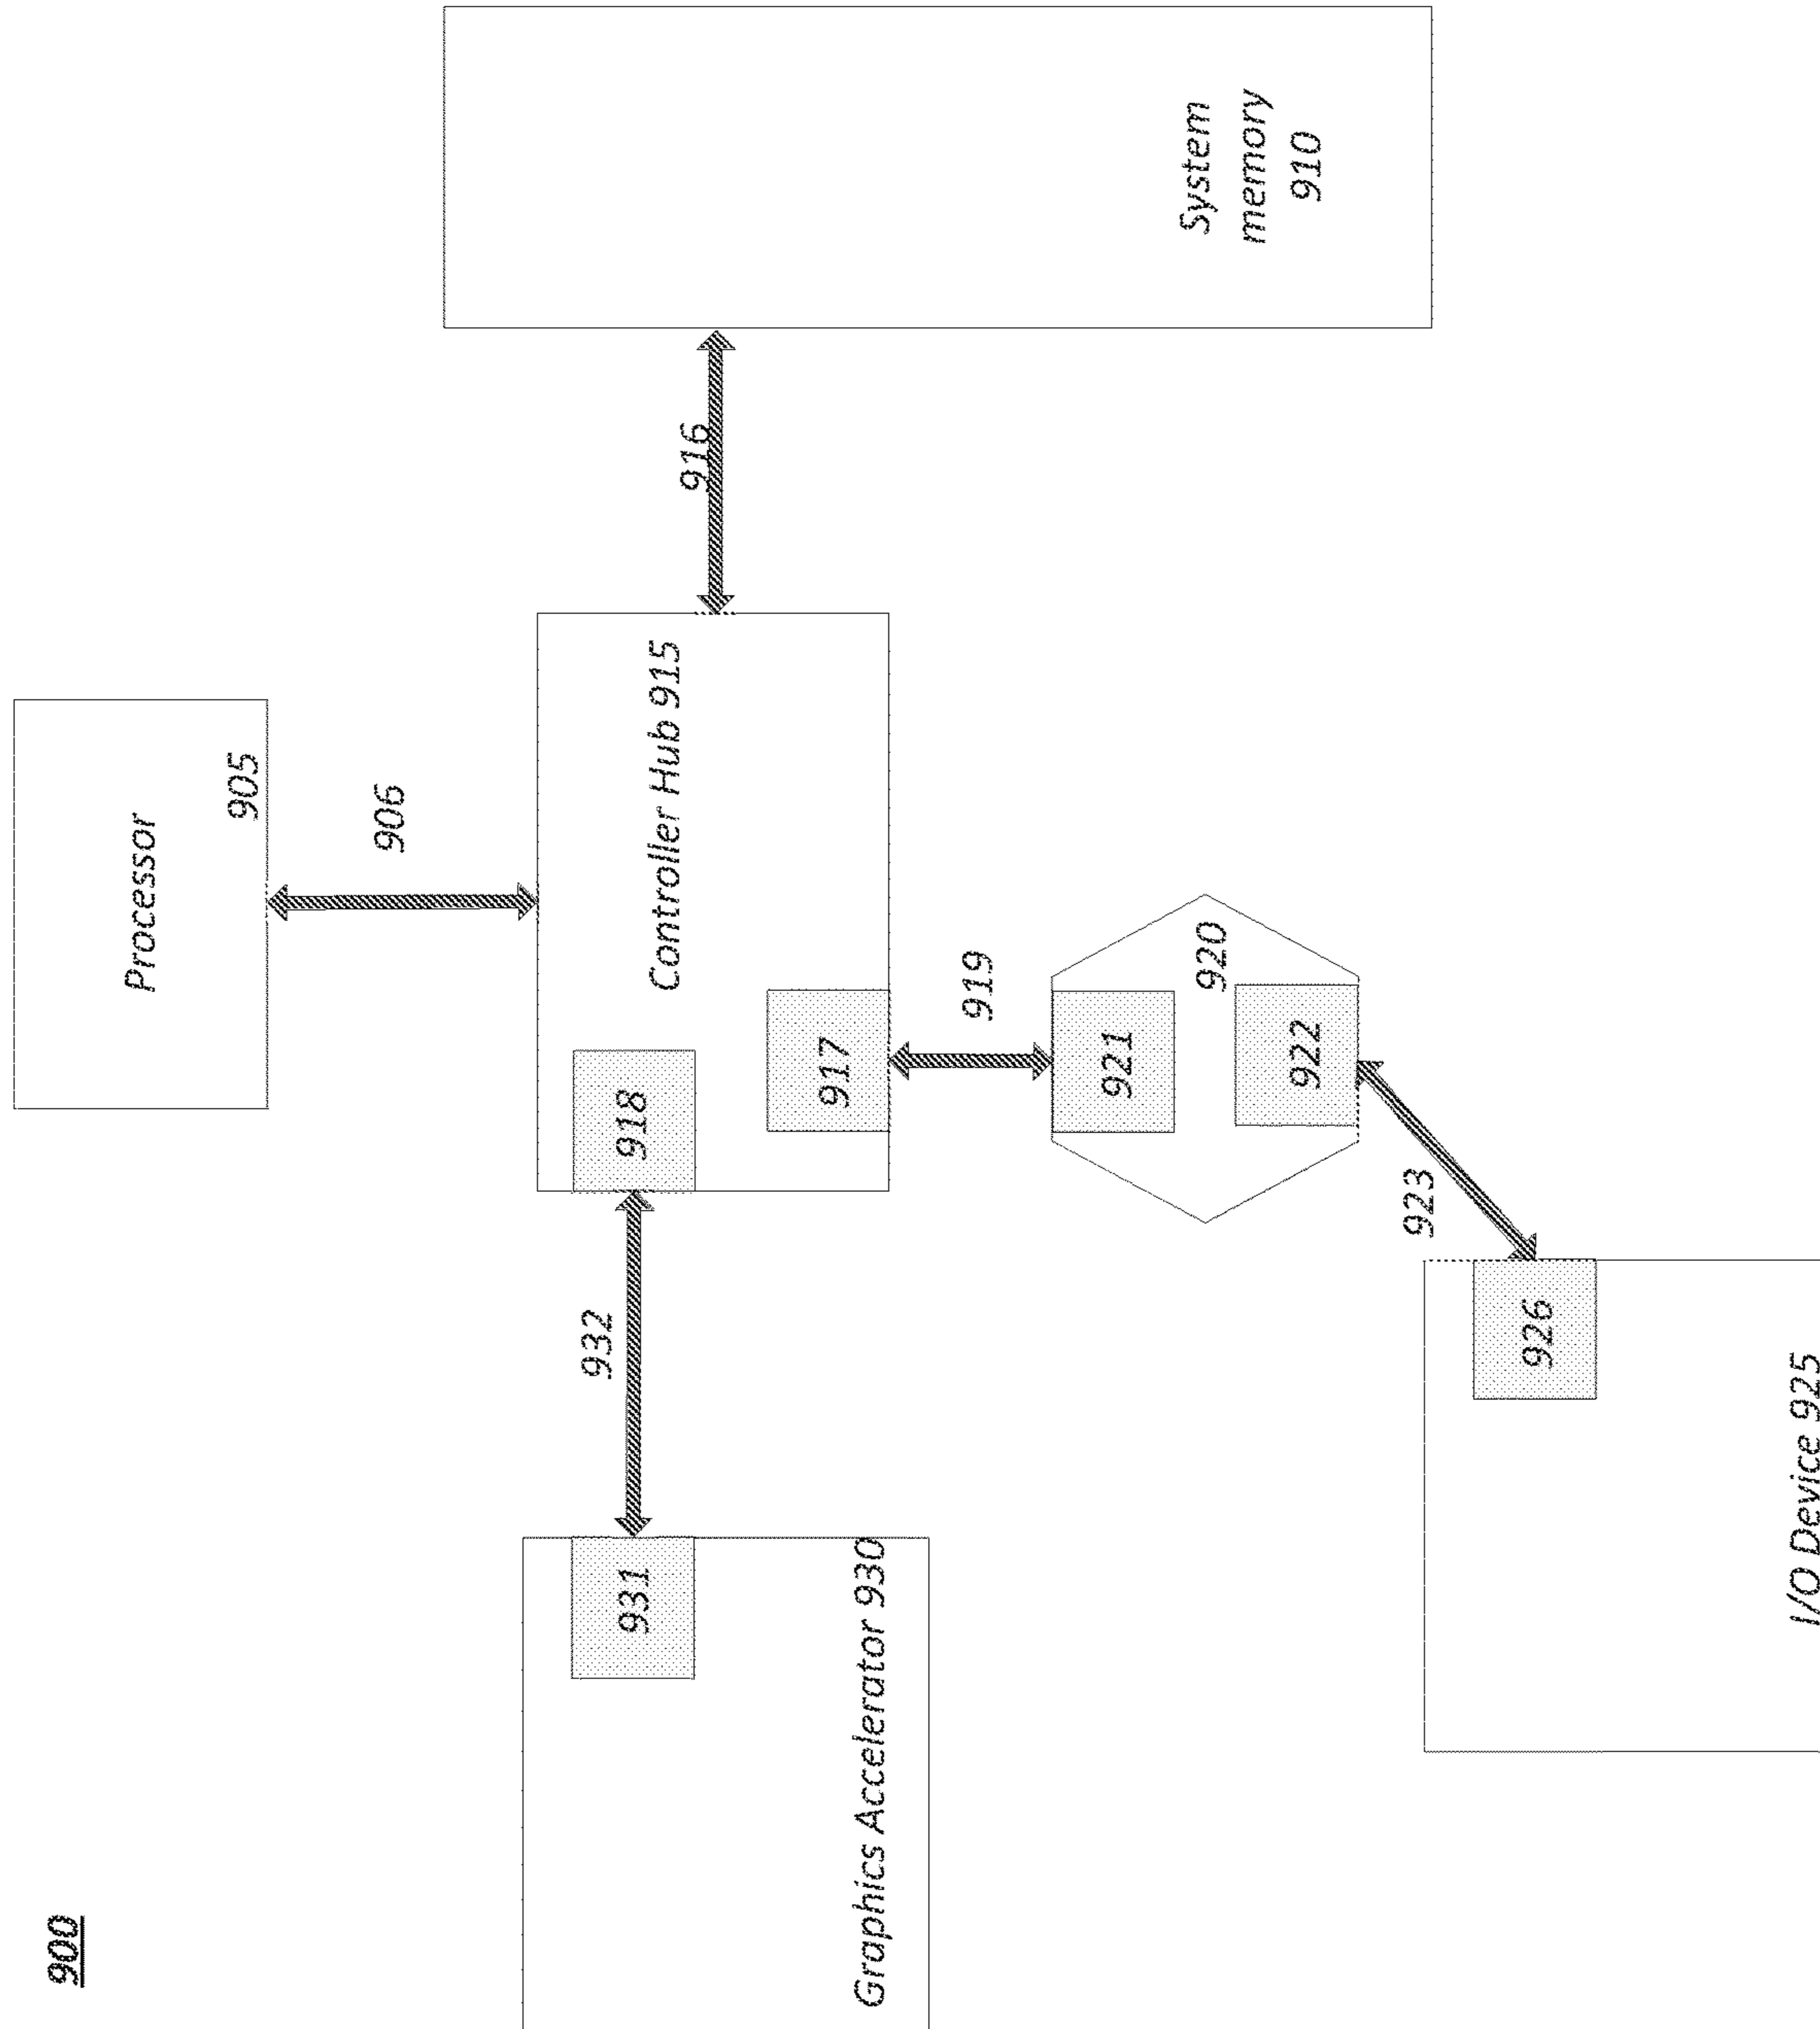 900
Processor
905
906
932
931
918
Controller Hub 915
916
917
Graphics Accelerator 930
919
921
920
922
System
memory
910
923
926
I/O Device 925